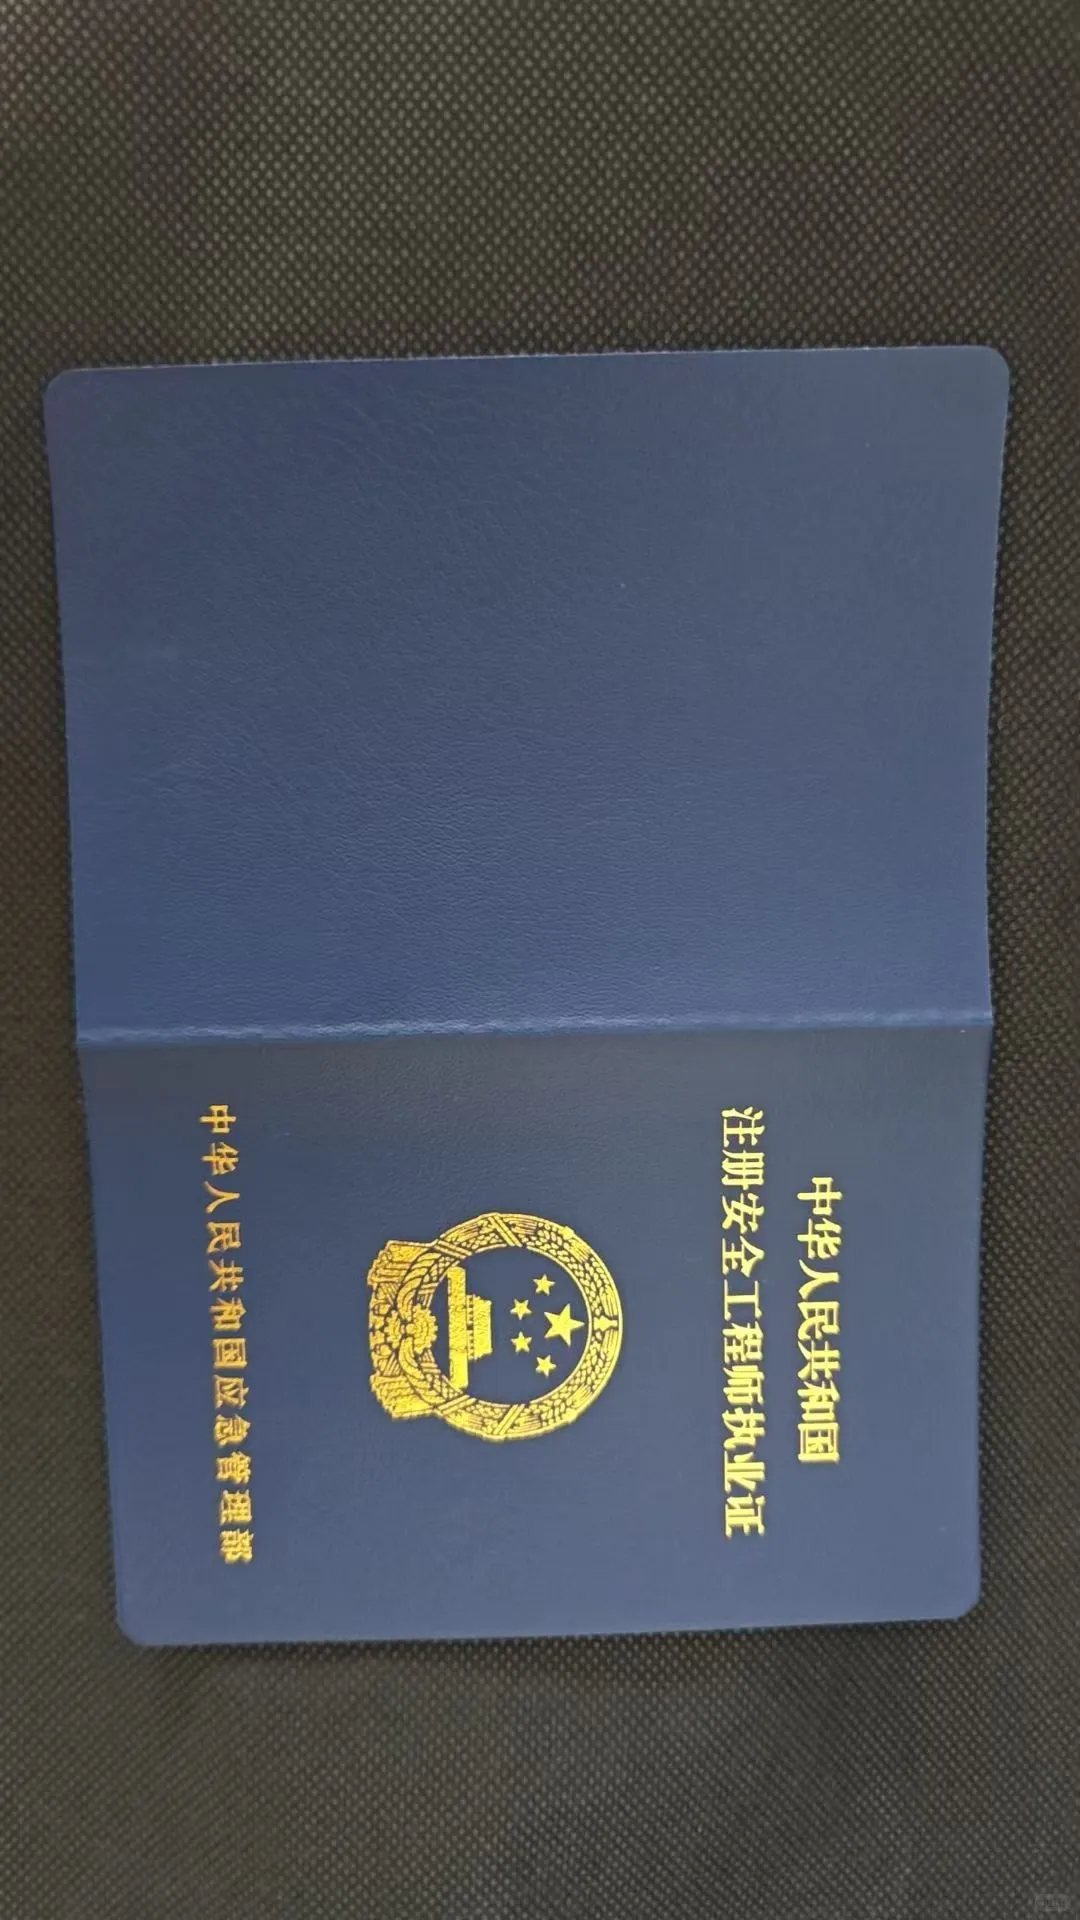 中华人民共和国
注册安全工程师执业证
中华人民共和国应急管理部